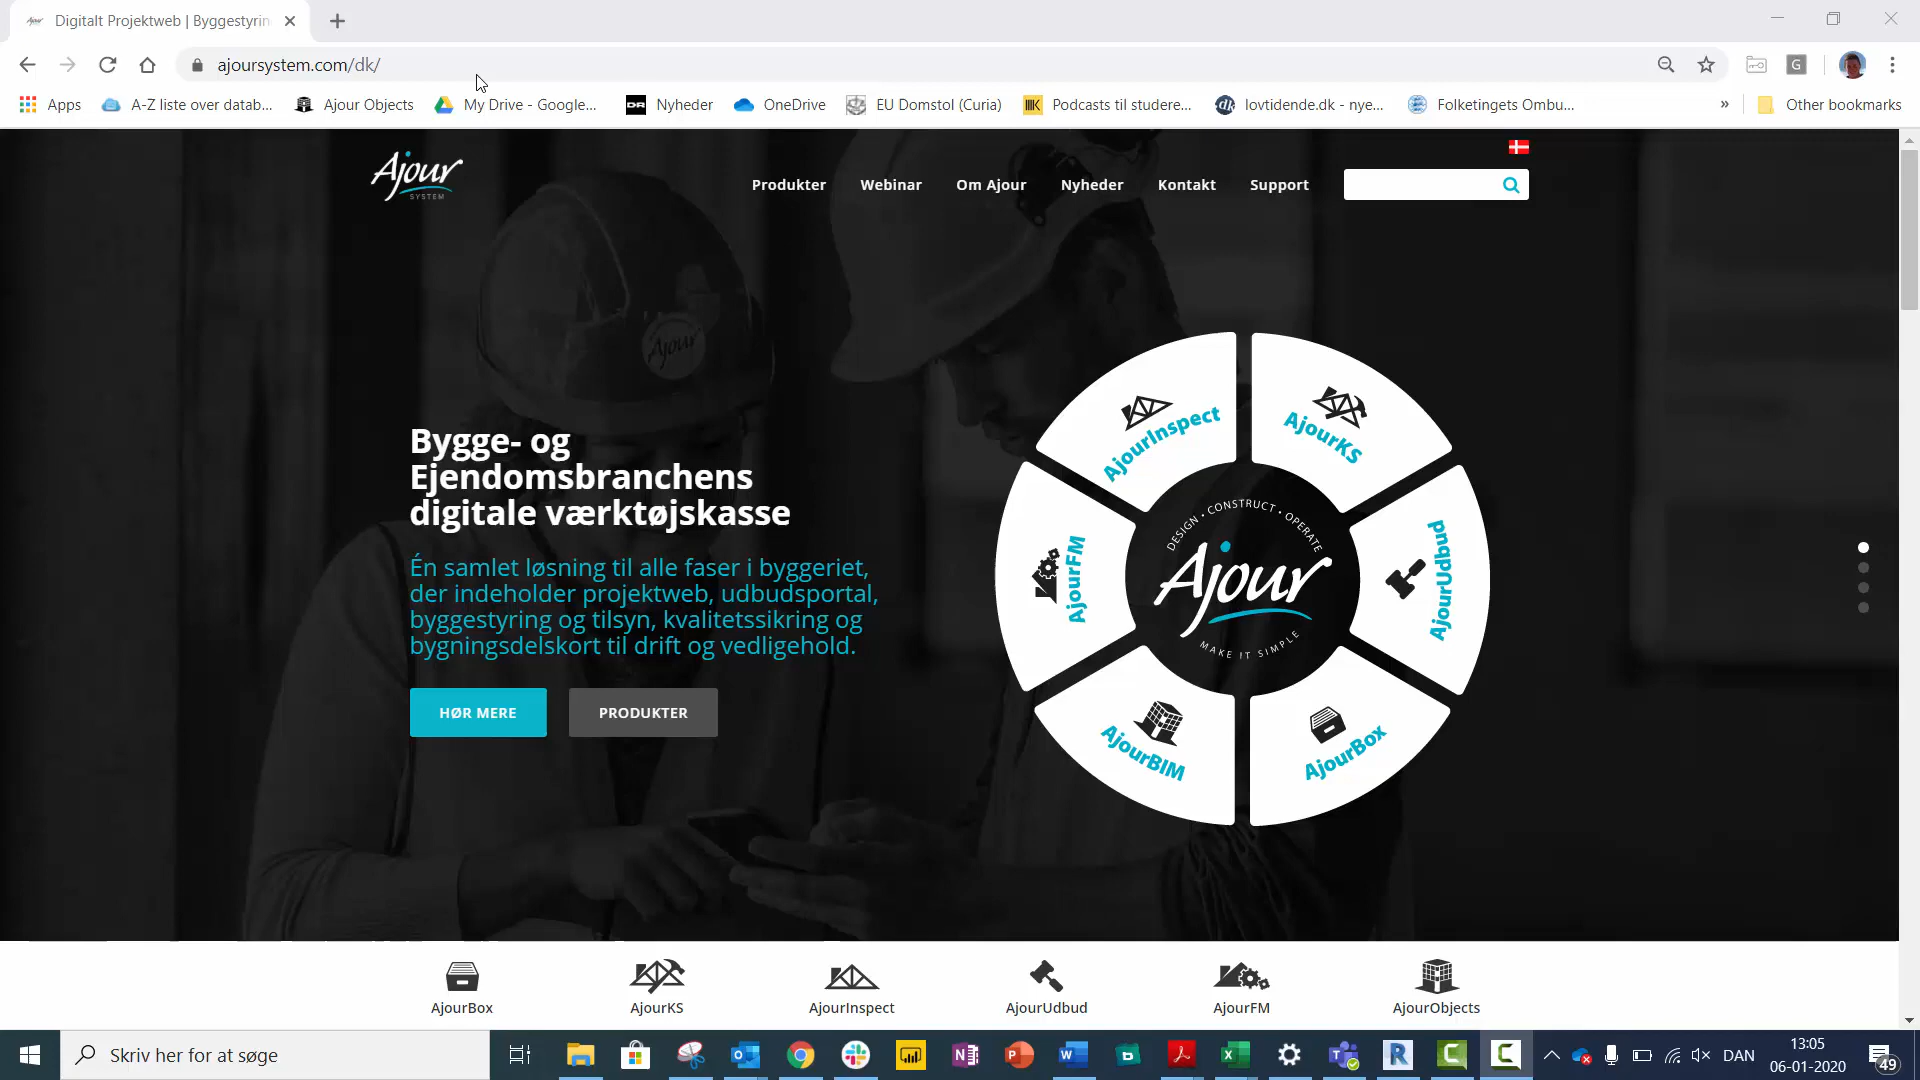 Digitalt Projektweb | Byggestyrin
ajoursystem.com/dk/
G
Apps
A-Z liste over datab...
Ajour Objects
My Drive - Google...
DR
Nyheder
OneDrive
EU Domstol (Curia)
Podcasts til studere...
dk
lovtidende.dk - nye...
Folketingets Ombu...
»
Other bookmarks
Ajour
SYSTEM
Produkter
Webinar
Om Ajour
Nyheder
Kontakt
Support
Ajour
Bygge- og
Ejendomsbranchens
digitale værktøjskasse
Én samlet løsning til alle faser i byggeriet,
der indeholder projektweb, udbudsportal,
byggestyring og tilsyn, kvalitetssikring og
bygningsdelskort til drift og vedligehold.
HØR MERE
PRODUKTER
AjourInspect
AjourKS
AjourFM
AjourUdbud
AjourBIM
AjourBox
DESIGN • CONSTRUCT • OPERATE
Ajour
MAKE IT SIMPLE
AjourBox
AjourKS
AjourInspect
AjourUdbud
AjourFM
AjourObjects
Skriv her for at søge
DAN
13:05
06-01-2020
49